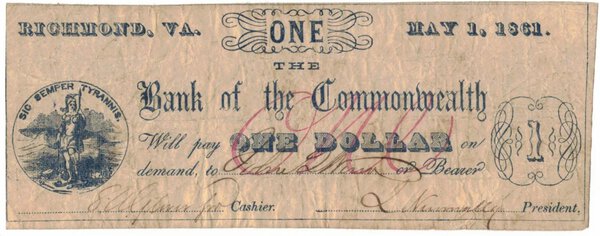 RICHMOND, VA. ONE MAY 1, 1861.
THE
SIC SEMPER TYRANNIS.
Bank of the Commonwealth
Will pay ONE DOLLAR on
demand, to or Bearer
1
Cashier. President.